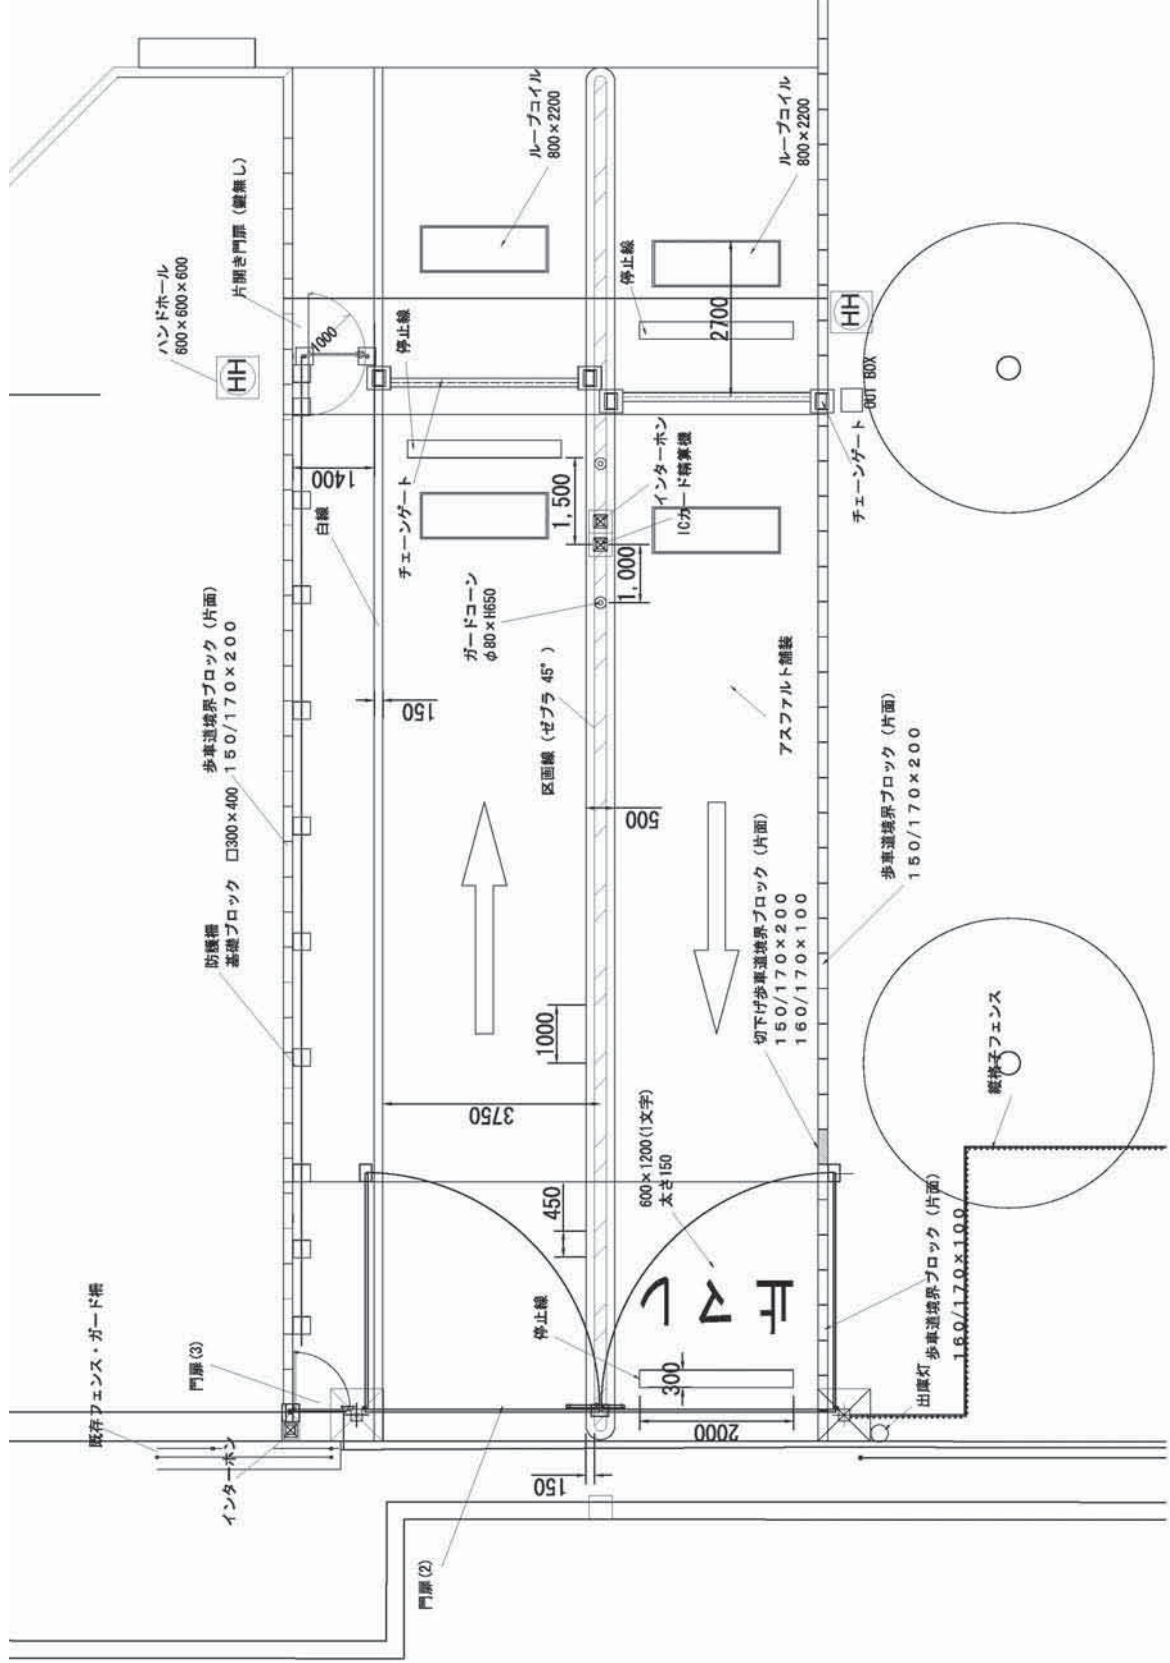 既存フェンス・ガード柵
門扉(3)
インターホン
門扉(2)
防護柵
基礎ブロック □300×400
歩車道境界ブロック (片面)
150/170×200
ハンドホール
600×600×600
HH
片開き門扉 (鍵無し)
1000
1400
白線
150
チェーンゲート
停止線
ループコイル
800×2200
ガードコーン
φ80×H650
1,500
1,000
インターホン
ICカード精算機
区画線 (ゼブラ 45°)
500
1000
3750
450
150
停止線
300
2000
止マレ
600×1200(1文字)
太さ150
停止線
2700
ループコイル
800×2200
HH
OUT BOX
チェーンゲート
アスファルト舗装
切下げ歩車道境界ブロック (片面)
150/170×200
160/170×100
歩車道境界ブロック (片面)
150/170×200
縦格子フェンス
歩車道境界ブロック (片面)
160/170×100
出庫灯